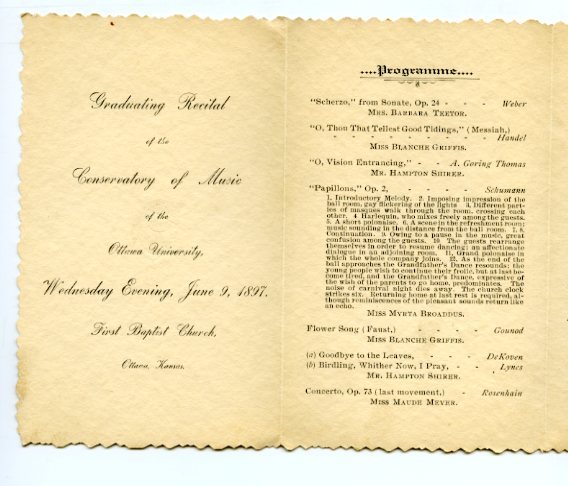 Graduating Recital
of the
Conservatory of Music
of the
Ottawa University,
Wednesday Evening, June 9, 1897.
First Baptist Church,
Ottawa, Kansas.
....Programme....
"Scherzo," from Sonate, Op. 24 - - - Weber
MRS. BARBARA TEETOR.
"O, Thou That Tellest Good Tidings," (Messiah,)
- - - - - - - - - Handel
MISS BLANCHE GRIFFIS.
"O, Vision Entrancing," - - A. Goring Thomas
MR. HAMPTON SHIRER.
"Papillons," Op. 2, - - - - - Schumann
1. Introductory Melody. 2. Imposing impression of the
ball room, gay flickering of the lights 3. Different part-
ies of masques walk through the room, crossing each
other. 4 Harlequin, who mixes freely among the guests.
5. A short polonaise. 6. A scene in the refreshment room;
music sounding in the distance from the ball room. 7, 8.
Continuation. 9. Owing to a pause in the music, great
confusion among the guests. 10 The guests rearrange
themselves in order to resume dancing; an affectionate
dialogue in an adjoining room. 11. Grand polonaise in
which the whole company joins. 12. As the end of the
ball approaches the Grandfather's Dance resounds; the
young people wish to continue their frolic, but at last be-
come tired, and the Grandfather's Dance, expressive of
the wish of the parents to go home, predominates. The
noise of carnival night dies away. The church clock
strikes six. Returning home at last rest is required, al-
though reminiscences of the pleasant sounds return like
an echo.
MISS MYRTA BROADDUS.
Flower Song (Faust,) - - - - Gounod
MISS BLANCHE GRIFFIS.
(a) Goodbye to the Leaves, - - - DeKoven
(b) Birdling, Whither Now, I Pray, - - Lynes
MR. HAMPTON SHIRER.
Concerto, Op. 73 (last movement,) - Rosenhain
MISS MAUDE MEYER.